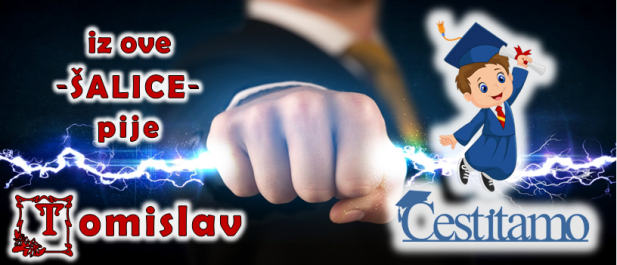 iz ove
-ŠALICE-
pije
Tomislav
Čestitamo